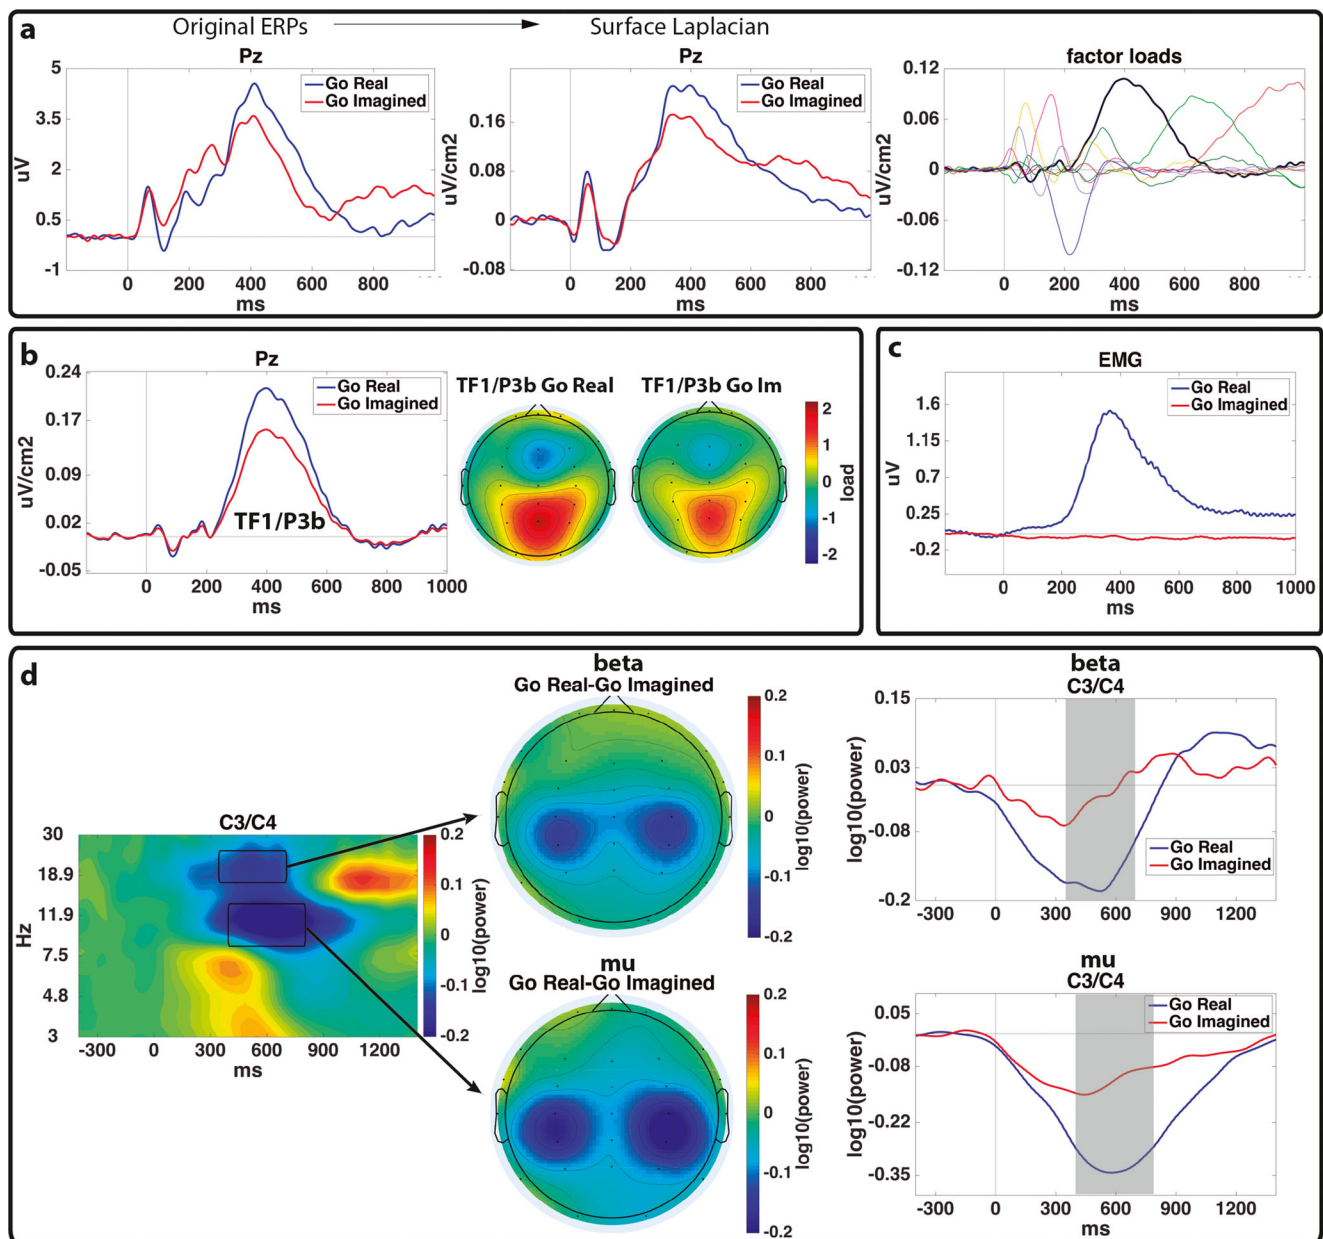 a
Original ERPs
Surface Laplacian
Pz
Go Real
Go Imagined
5
3.5
2
0.5
-1
uV
0 200 400 600 800
ms
Pz
Go Real
Go Imagined
0.16
0.08
0
-0.08
uV/cm2
0 200 400 600 800
ms
factor loads
0.12
0.06
0
-0.06
-0.12
uV/cm2
0 200 400 600 800
ms
b
Pz
Go Real
Go Imagined
0.24
0.17
0.09
0.02
-0.05
uV/cm2
TF1/P3b
0 200 400 600 800 1000
ms
TF1/P3b Go Real
TF1/P3b Go Im
2
1
0
-1
-2
load
c
EMG
Go Real
Go Imagined
1.6
1.15
0.7
0.25
-0.2
uV
0 200 400 600 800 1000
ms
d
C3/C4
30
18.9
11.9
7.5
4.8
3
Hz
-300 0 300 600 900 1200
ms
0.2
0.1
0
-0.1
-0.2
log10(power)
beta
Go Real-Go Imagined
0.2
0.1
0
-0.1
-0.2
log10(power)
mu
Go Real-Go Imagined
0.2
0.1
0
-0.1
-0.2
log10(power)
beta
C3/C4
0.15
0.03
-0.08
-0.2
log10(power)
Go Real
Go Imagined
-300 0 300 600 900 1200
mu
C3/C4
Go Real
Go Imagined
0.05
-0.08
-0.22
-0.35
log10(power)
-300 0 300 600 900 1200
ms